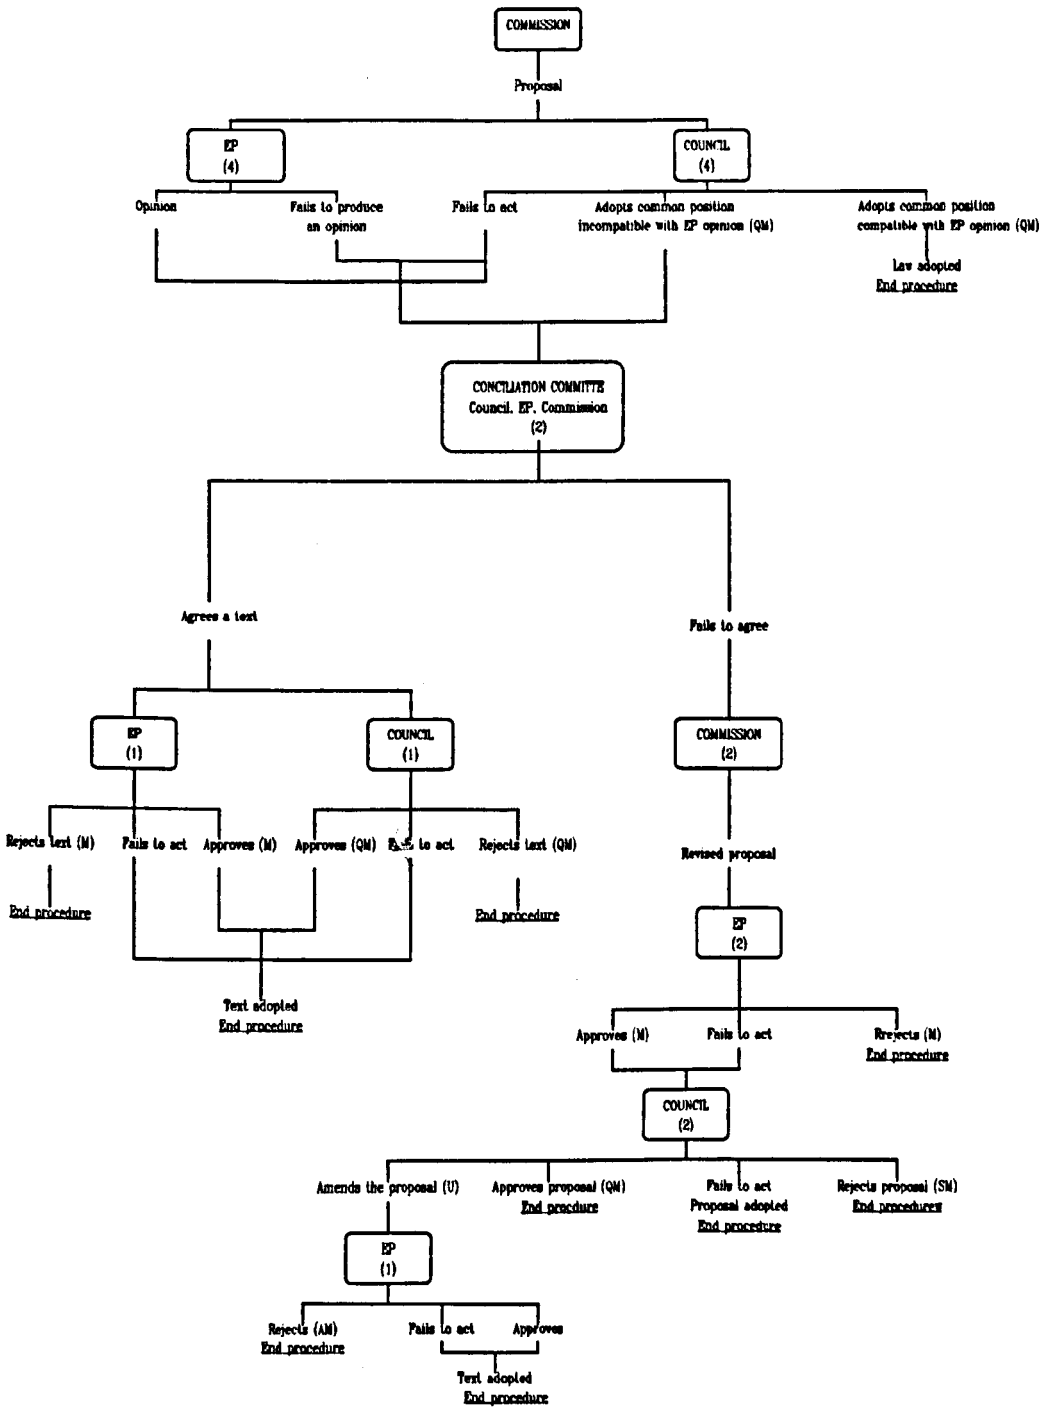 COMMISSION
Proposal
EP
(4)
COUNCIL
(4)
Opinion
Fails to produce
an opinion
Fails to act
Adopts common position
incompatible with EP opinion (QM)
Adopts common position
compatible with EP opinion (QM)
Law adopted
End procedure
CONCILIATION COMMITTE
Council, EP, Commission
(2)
Agrees a text
Fails to agree
EP
(1)
COUNCIL
(1)
COMMISSION
(2)
Rejects text (M)
Fails to act
Approves (M)
Approves (QM)
Fails to act
Rejects text (QM)
Revised proposal
End procedure
End procedure
EP
(2)
Text adopted
End procedure
Approves (M)
Fails to act
Rrejects (M)
End procedure
COUNCIL
(2)
Amends the proposal (U)
Approves proposal (QM)
End procdure
Fails to act
Proposal adopted
End procedure
Rejects proposal (SM)
End procedures
EP
(1)
Rejects (AM)
End procedure
Fails to act
Approves
Text adopted
End procedure